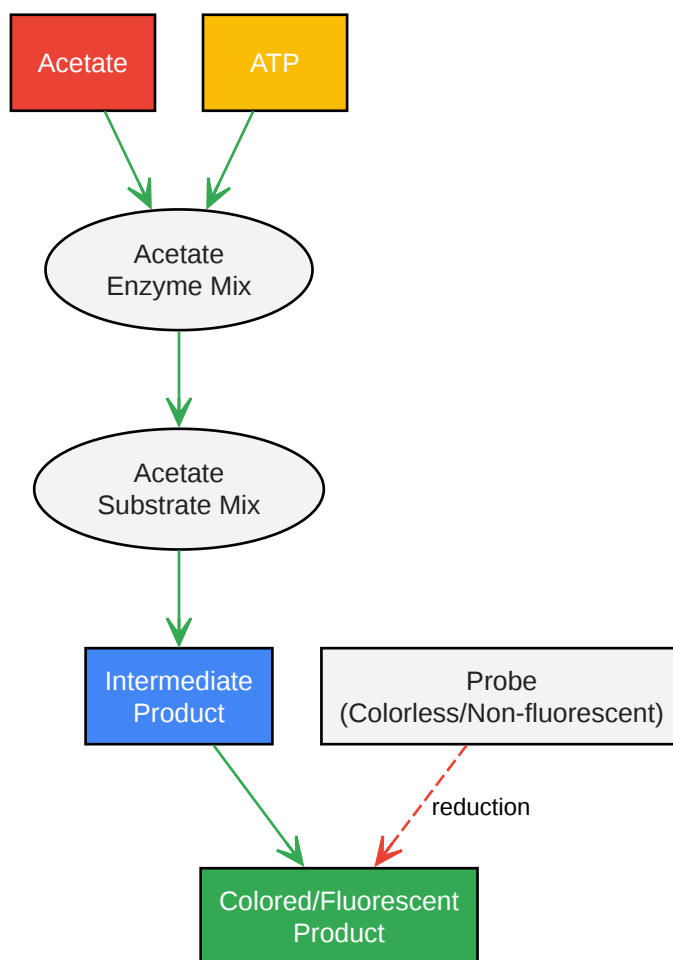 Acetate
ATP
Acetate
Enzyme Mix
Acetate
Substrate Mix
Intermediate
Product
Probe
(Colorless/Non-fluorescent)
reduction
Colored/Fluorescent
Product